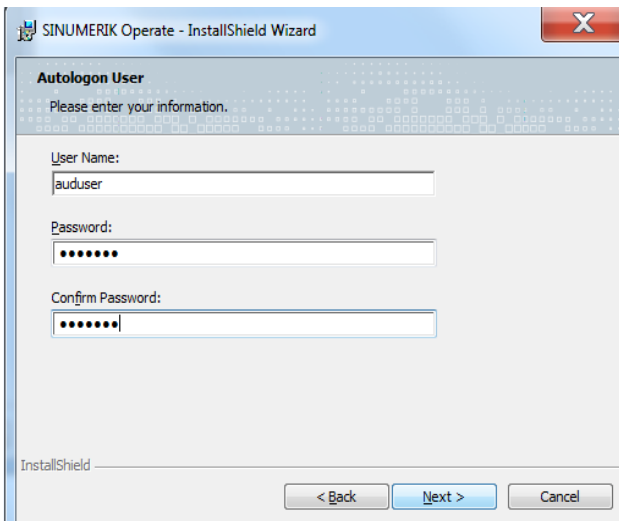 SINUMERIK Operate - InstallShield Wizard
Autologon User
Please enter your information.
User Name:
auduser
Password:
•••••••
Confirm Password:
•••••••
InstallShield
< Back Next > Cancel